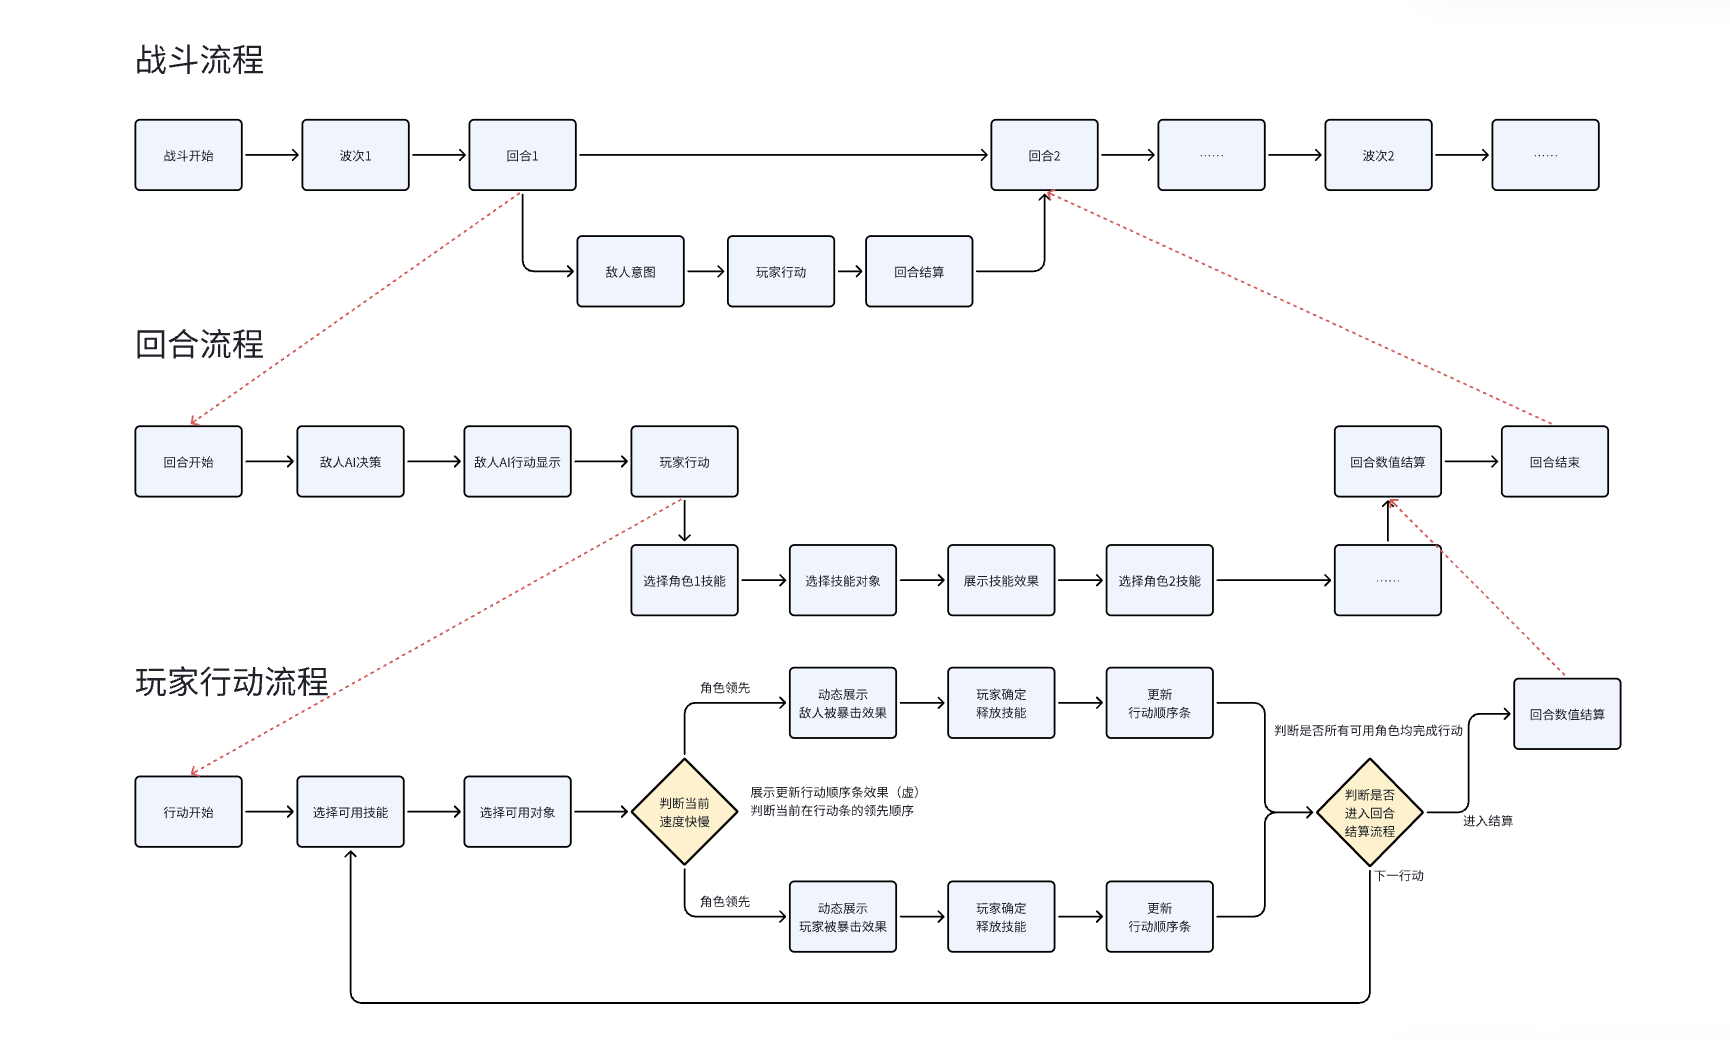 战斗流程
战斗开始
波次1
回合1
回合2
······
波次2
······
敌人意图
玩家行动
回合结算
回合流程
回合开始
敌人AI决策
敌人AI行动显示
玩家行动
回合数值结算
回合结束
选择角色1技能
选择技能对象
展示技能效果
选择角色2技能
······
玩家行动流程
角色领先
动态展示
敌人被暴击效果
玩家确定
释放技能
更新
行动顺序条
判断是否所有可用角色均完成行动
回合数值结算
行动开始
选择可用技能
选择可用对象
判断当前
速度快慢
展示更新行动顺序条效果（虚）
判断当前在行动条的领先顺序
判断是否
进入回合
结算流程
进入结算
下一行动
角色领先
动态展示
玩家被暴击效果
玩家确定
释放技能
更新
行动顺序条